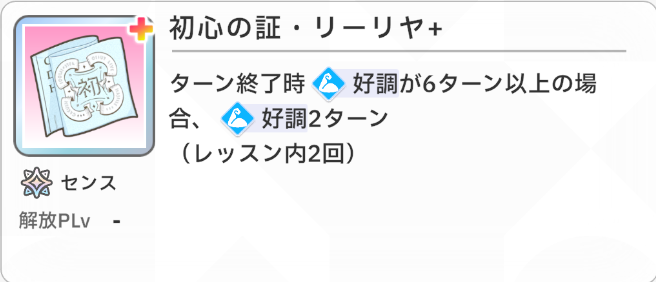 初心の証・リーリヤ+
ターン終了時 好調が6ターン以上の場
合、 好調2ターン
（レッスン内2回）
初
センス
解放PLv -